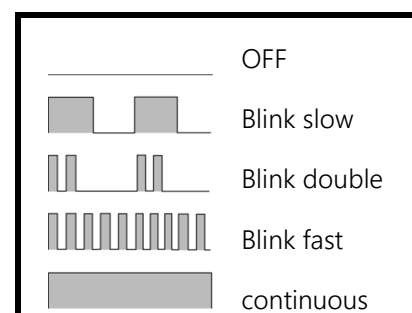 OFF
Blink slow
Blink double
Blink fast
continuous